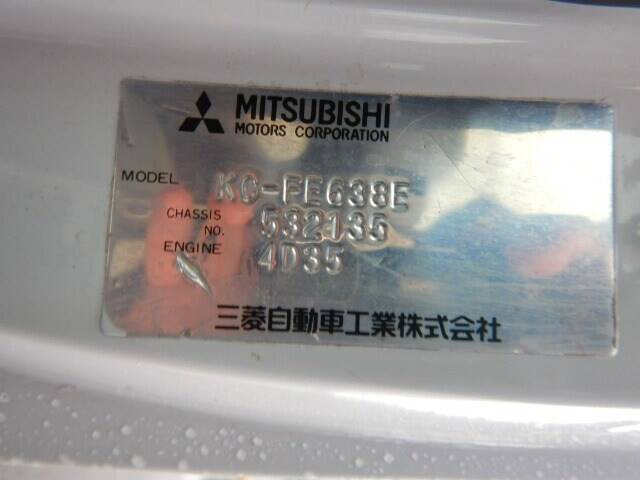 MITSUBISHI
MOTORS CORPORATION
MODEL KC-FE638E
CHASSIS NO. 532135
ENGINE 4D35
三菱自動車工業株式会社